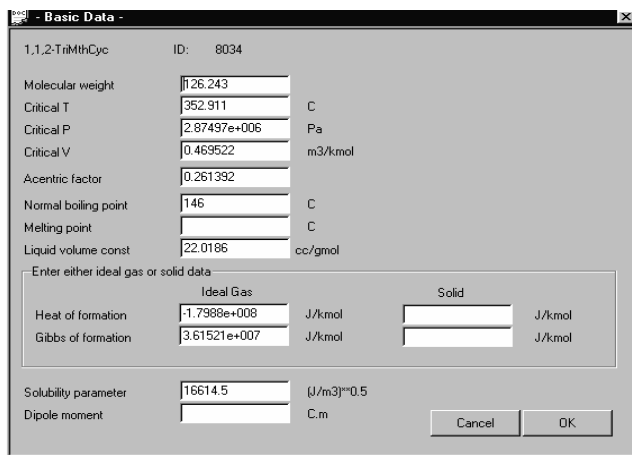 - Basic Data -
1,1,2-TriMthCyc ID: 8034
Molecular weight 126.243
Critical T 352.911 C
Critical P 2.87497e+006 Pa
Critical V 0.469522 m3/kmol
Acentric factor 0.261392
Normal boiling point 146 C
Melting point C
Liquid volume const 22.0186 cc/gmol
Enter either ideal gas or solid data
Ideal Gas Solid
Heat of formation -1.7988e+008 J/kmol J/kmol
Gibbs of formation 3.61521e+007 J/kmol J/kmol
Solubility parameter 16614.5 (J/m3)**0.5
Dipole moment C.m
Cancel OK